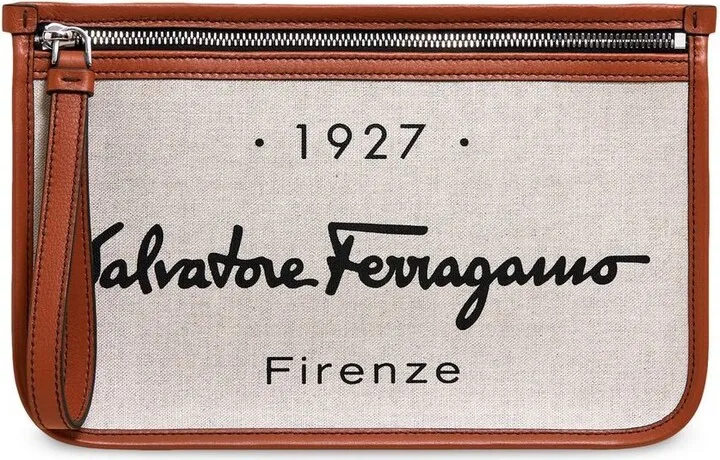 · 1927 ·
Salvatore Ferragamo
Firenze